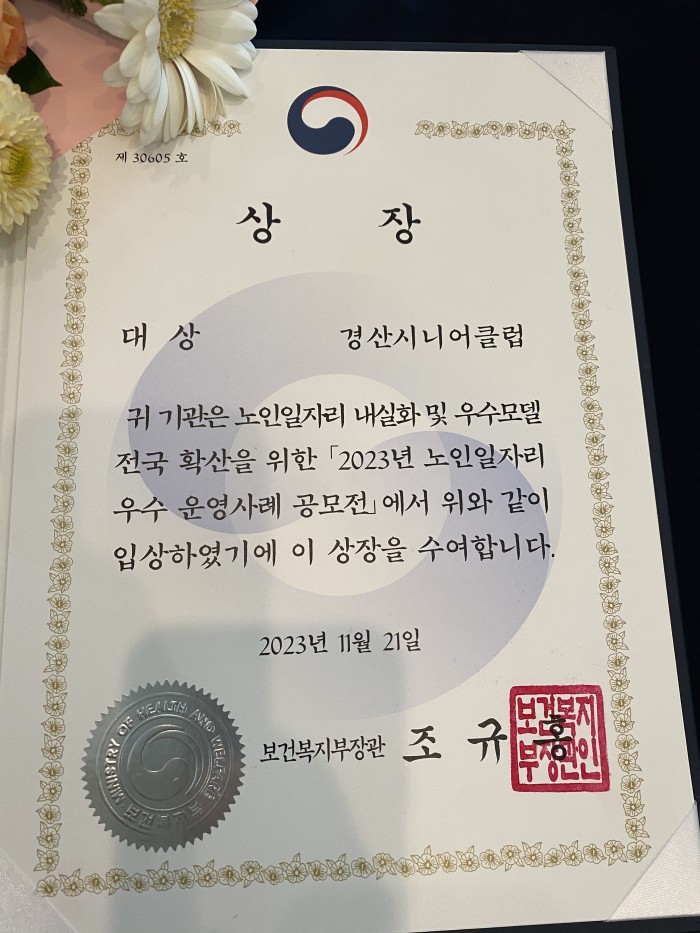 제 30605 호
상 장
대 상 경산시니어클럽
귀 기관은 노인일자리 내실화 및 우수모델
전국 확산을 위한 「2023년 노인일자리
우수 운영사례 공모전」에서 위와 같이
입상하였기에 이 상장을 수여합니다.
2023년 11월 21일
보건복지부장관 조 규 홍
보건복지
부장관인
MINISTRY OF HEALTH AND WELFARE